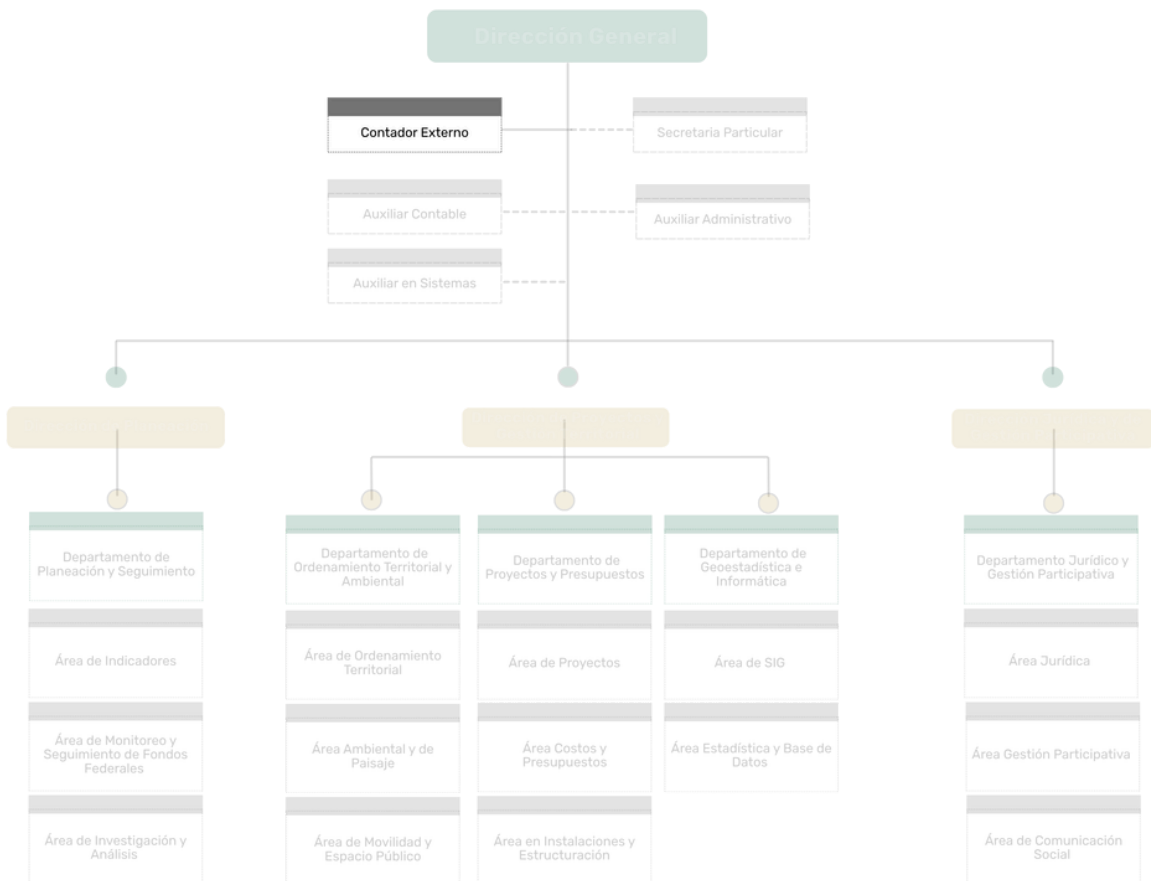 Dirección General
Contador Externo
Secretaria Particular
Auxiliar Contable
Auxiliar Administrativo
Auxiliar en Sistemas
Departamento de
Planeación y Seguimiento
Área de Indicadores
Área de Monitoreo y
Seguimiento de Fondos
Federales
Área de Investigación y
Análisis
Departamento de
Ordenamiento Territorial y
Ambiental
Área de Ordenamiento
Territorial
Área Ambiental y de
Paisaje
Área de Movilidad y
Espacio Público
Departamento de
Proyectos y Presupuestos
Área de Proyectos
Área Costos y
Presupuestos
Área en Instalaciones y
Estructuración
Departamento de
Geoestadística e
Informática
Área de SIG
Área Estadística y Base de
Datos
Departamento Jurídico y
Gestión Participativa
Área Jurídica
Área Gestión Participativa
Área de Comunicación
Social